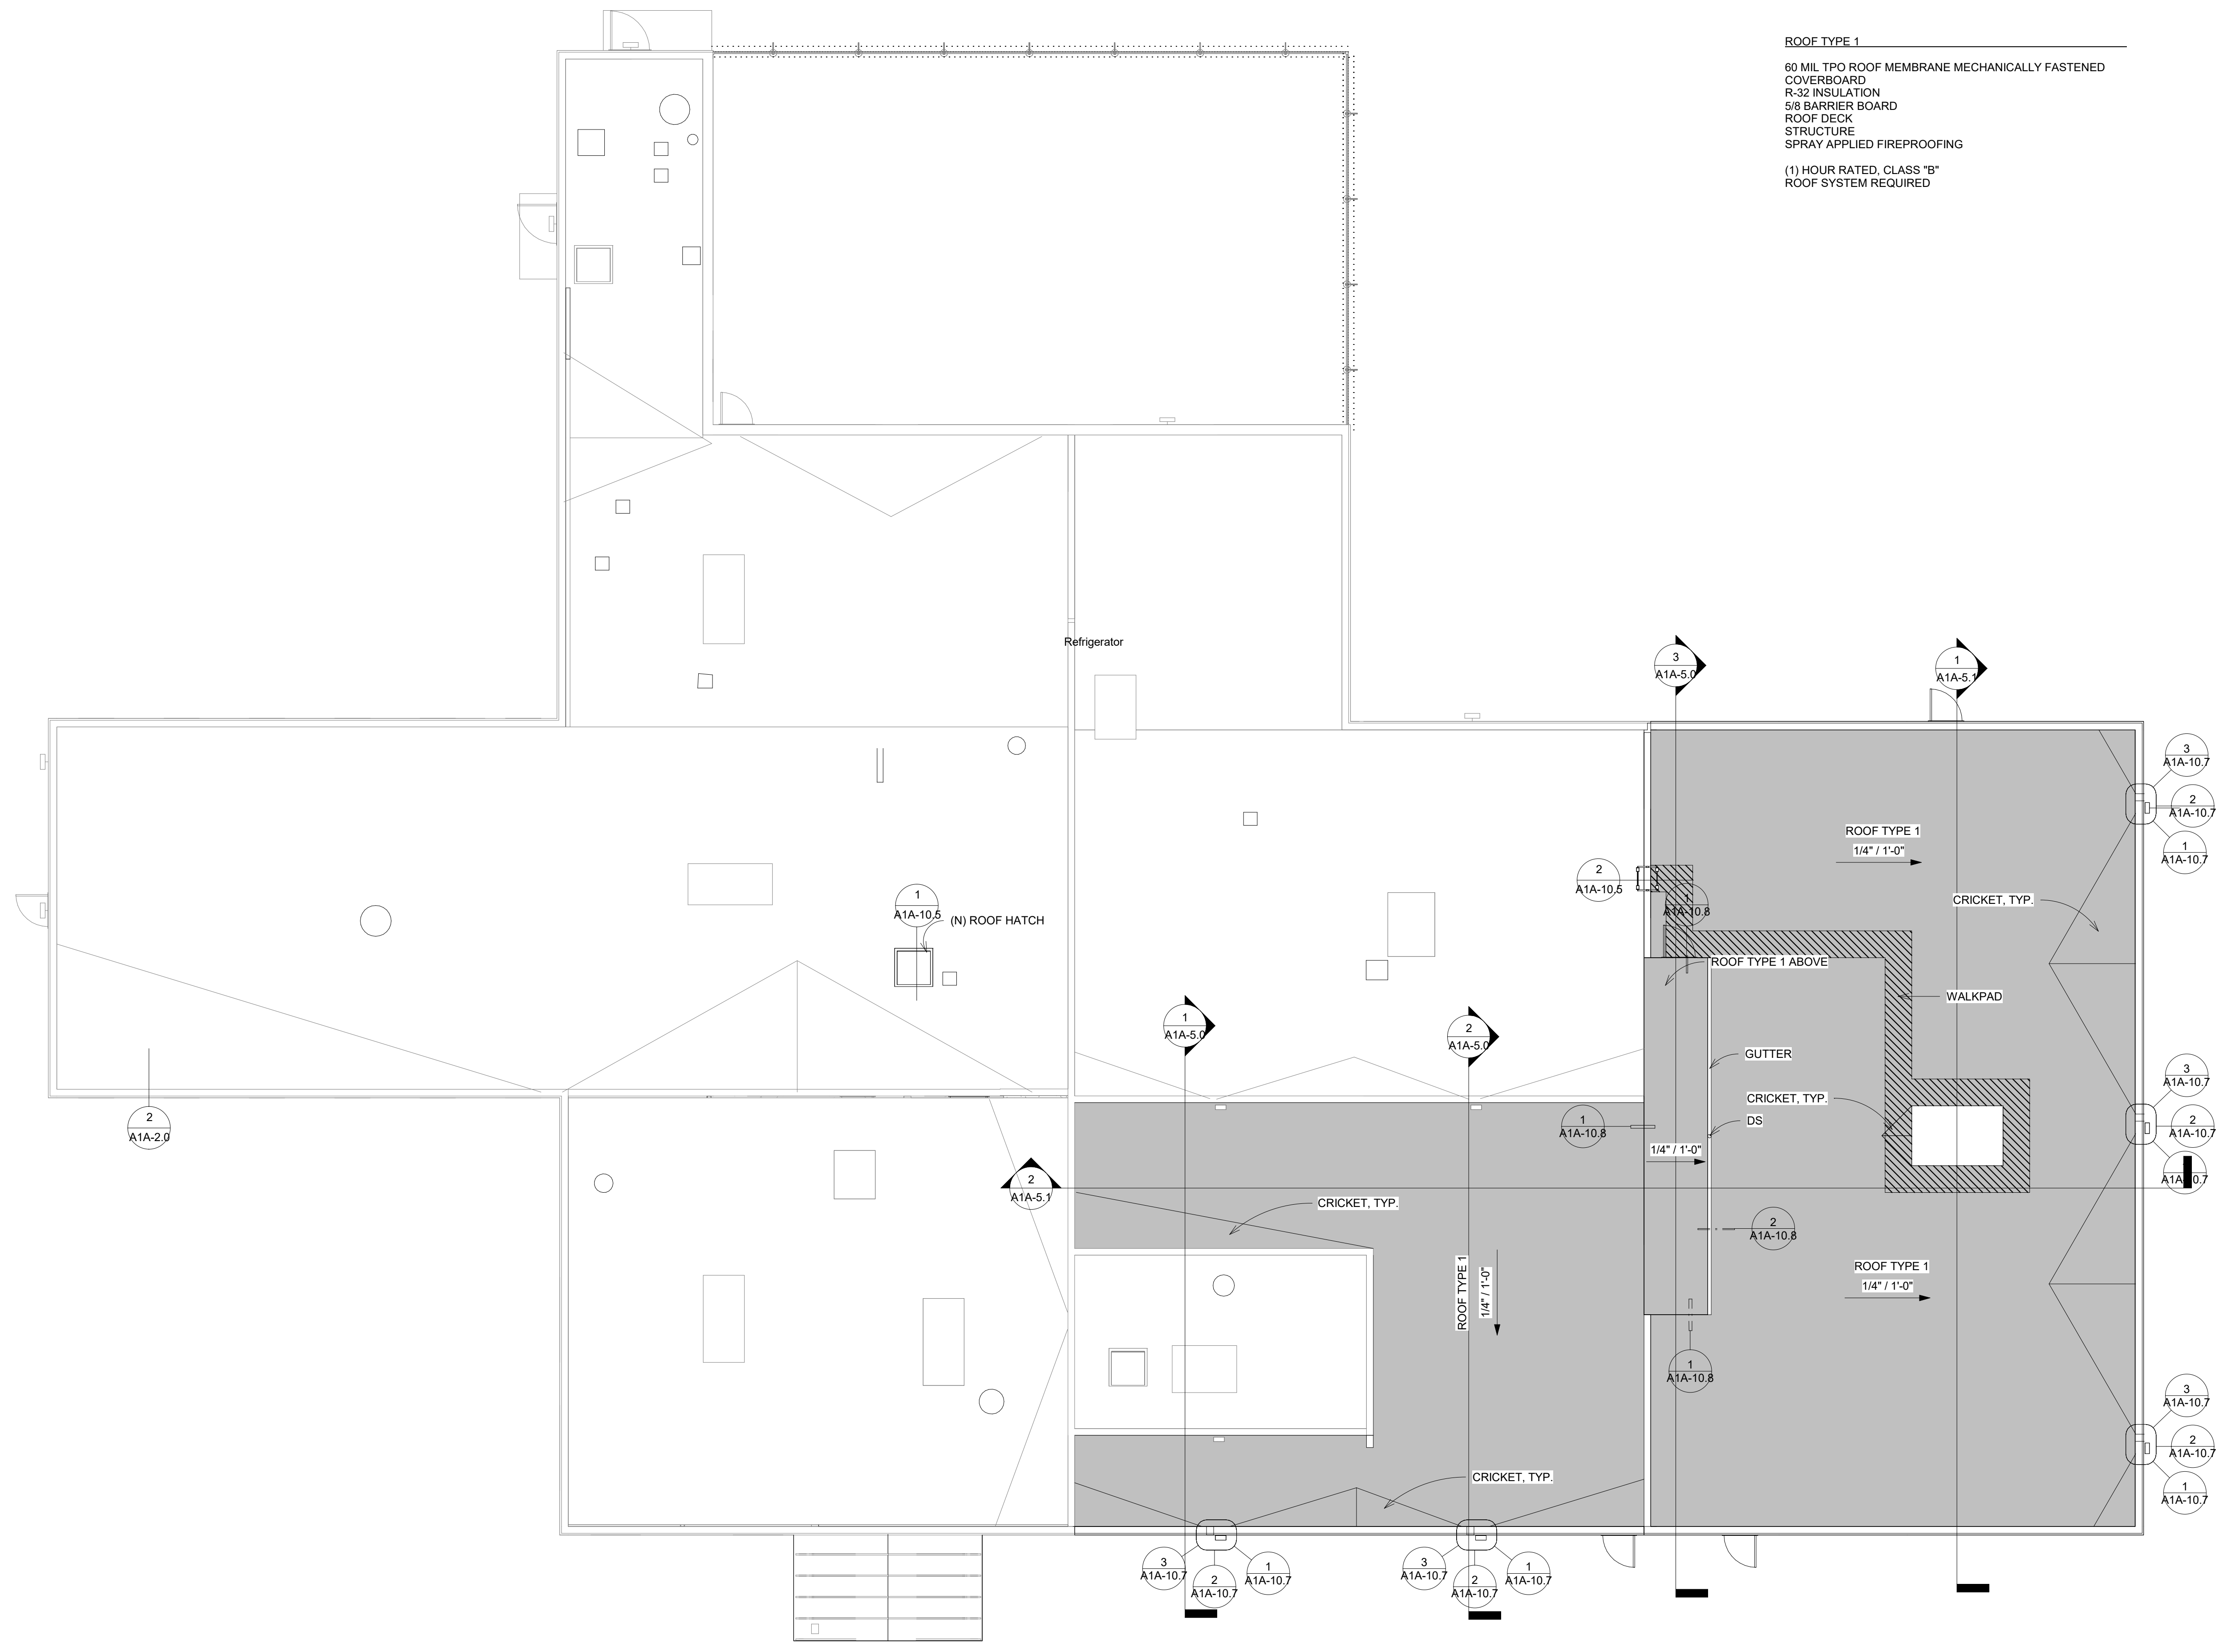 ROOF TYPE 1
60 MIL TPO ROOF MEMBRANE MECHANICALLY FASTENED
COVERBOARD
R-32 INSULATION
5/8 BARRIER BOARD
ROOF DECK
STRUCTURE
SPRAY APPLIED FIREPROOFING
(1) HOUR RATED, CLASS "B"
ROOF SYSTEM REQUIRED
Refrigerator
3
A1A-5.0
1
A1A-5.1
3
A1A-10.7
2
A1A-10.7
1
A1A-10.7
ROOF TYPE 1
1/4" / 1'-0"
2
A1A-10.5
1
A1A-10.8
CRICKET, TYP.
1
A1A-10.5
(N) ROOF HATCH
ROOF TYPE 1 ABOVE
WALKPAD
1
A1A-5.0
2
A1A-5.0
GUTTER
3
A1A-10.7
CRICKET, TYP.
DS
2
A1A-10.7
2
A1A-2.0
1
A1A-10.8
1/4" / 1'-0"
A1A 0.7
2
A1A-5.1
CRICKET, TYP.
2
A1A-10.8
ROOF TYPE 1
1/4" / 1'-0"
ROOF TYPE 1
1/4" / 1'-0"
1
A1A-10.8
3
A1A-10.7
2
A1A-10.7
1
A1A-10.7
CRICKET, TYP.
3
A1A-10.7
2
A1A-10.7
1
A1A-10.7
3
A1A-10.7
2
A1A-10.7
1
A1A-10.7